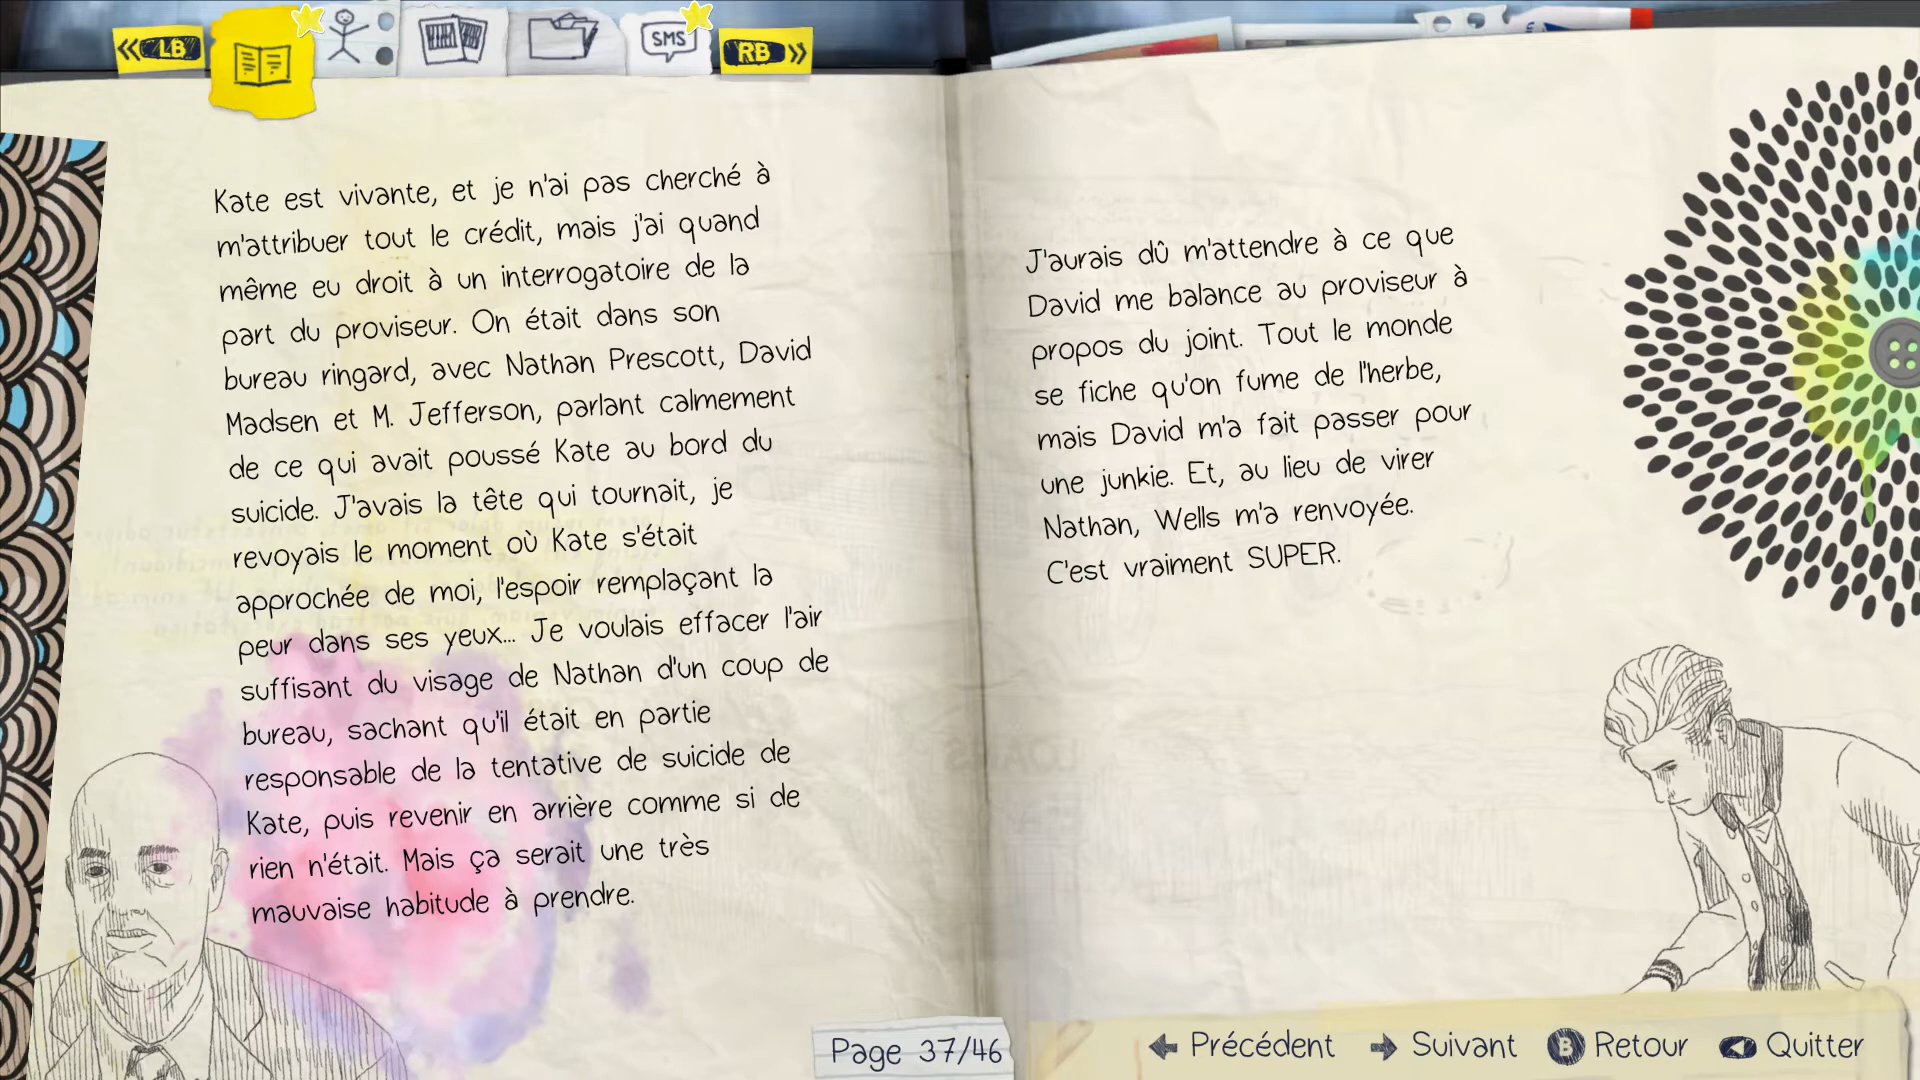 LB
SMS
RB
Kate est vivante, et je n'ai pas cherché à
m'attribuer tout le crédit, mais j'ai quand
même eu droit à un interrogatoire de la
part du proviseur. On était dans son
bureau ringard, avec Nathan Prescott, David
Madsen et M. Jefferson, parlant calmement
de ce qui avait poussé Kate au bord du
suicide. J'avais la tête qui tournait, je
revoyais le moment où Kate s'était
approchée de moi, l'espoir remplaçant la
peur dans ses yeux... Je voulais effacer l'air
suffisant du visage de Nathan d'un coup de
bureau, sachant qu'il était en partie
responsable de la tentative de suicide de
Kate, puis revenir en arrière comme si de
rien n'était. Mais ça serait une très
mauvaise habitude à prendre.
J'aurais dû m'attendre à ce que
David me balance au proviseur à
propos du joint. Tout le monde
se fiche qu'on fume de l'herbe,
mais David m'a fait passer pour
une junkie. Et, au lieu de virer
Nathan, Wells m'a renvoyée.
C'est vraiment SUPER.
Page 37/46
Précédent
Suivant
B Retour
Quitter